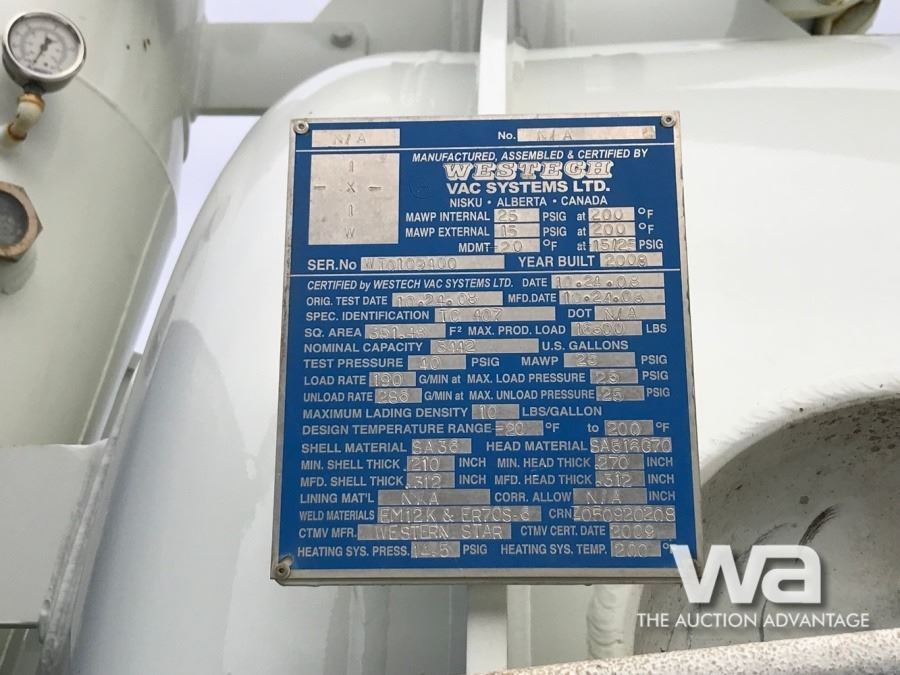 N/A No. N/A
MANUFACTURED, ASSEMBLED & CERTIFIED BY
WESTECH
VAC SYSTEMS LTD.
NISKU • ALBERTA • CANADA
I
- X -
I
W
MAWP INTERNAL 25 PSIG at 200 °F
MAWP EXTERNAL 15 PSIG at 200 °F
MDMT -20 °F at 15/25 PSIG
SER.No YEAR BUILT
CERTIFIED by WESTECH VAC SYSTEMS LTD. DATE 10.24.08
ORIG. TEST DATE 10.24.08 MFD.DATE 10.24.08
SPEC. IDENTIFICATION TC 407 DOT N/A
SQ. AREA F² MAX. PROD. LOAD LBS
NOMINAL CAPACITY 3442 U.S. GALLONS
TEST PRESSURE 40 PSIG MAWP 25 PSIG
LOAD RATE 190 G/MIN at MAX. LOAD PRESSURE 25 PSIG
UNLOAD RATE 286 G/MIN at MAX. UNLOAD PRESSURE 25 PSIG
MAXIMUM LADING DENSITY 10 LBS/GALLON
DESIGN TEMPERATURE RANGE -20 °F to 200 °F
SHELL MATERIAL SA36 HEAD MATERIAL SA516G70
MIN. SHELL THICK .210 INCH MIN. HEAD THICK .270 INCH
MFD. SHELL THICK .312 INCH MFD. HEAD THICK .312 INCH
LINING MAT'L N/A CORR. ALLOW N/A INCH
WELD MATERIALS EM12K & ER70S-6 CRN
CTMV MFR. WESTERN STAR CTMV CERT. DATE 2009
HEATING SYS. PRESS. 14.5 PSIG HEATING SYS. TEMP. 200 °
wa
THE AUCTION ADVANTAGE